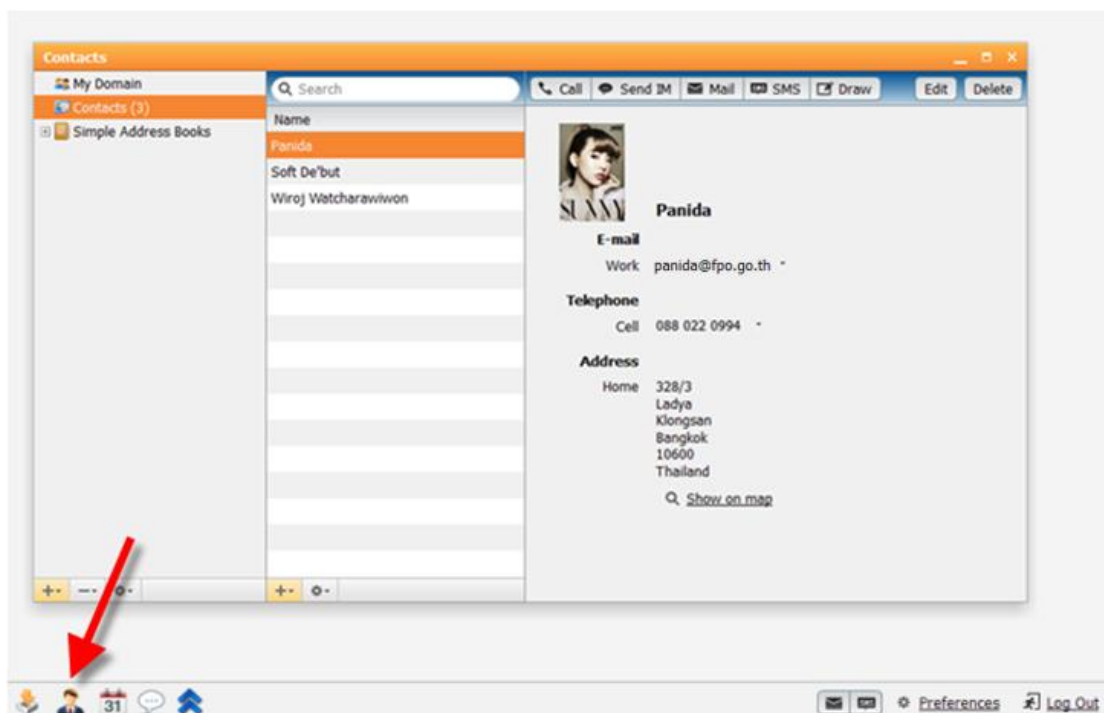 Contacts
My Domain
Contacts (3)
Simple Address Books
Search
Name
Panida
Soft De'but
Wiroj Watcharawiwon
Call Send IM Mail SMS Draw Edit Delete
SUNNY
Panida
E-mail
Work panida@fpo.go.th
Telephone
Cell 088 022 0994
Address
Home 328/3
Ladya
Klongsan
Bangkok
10600
Thailand
Show on map
31
Preferences Log Out